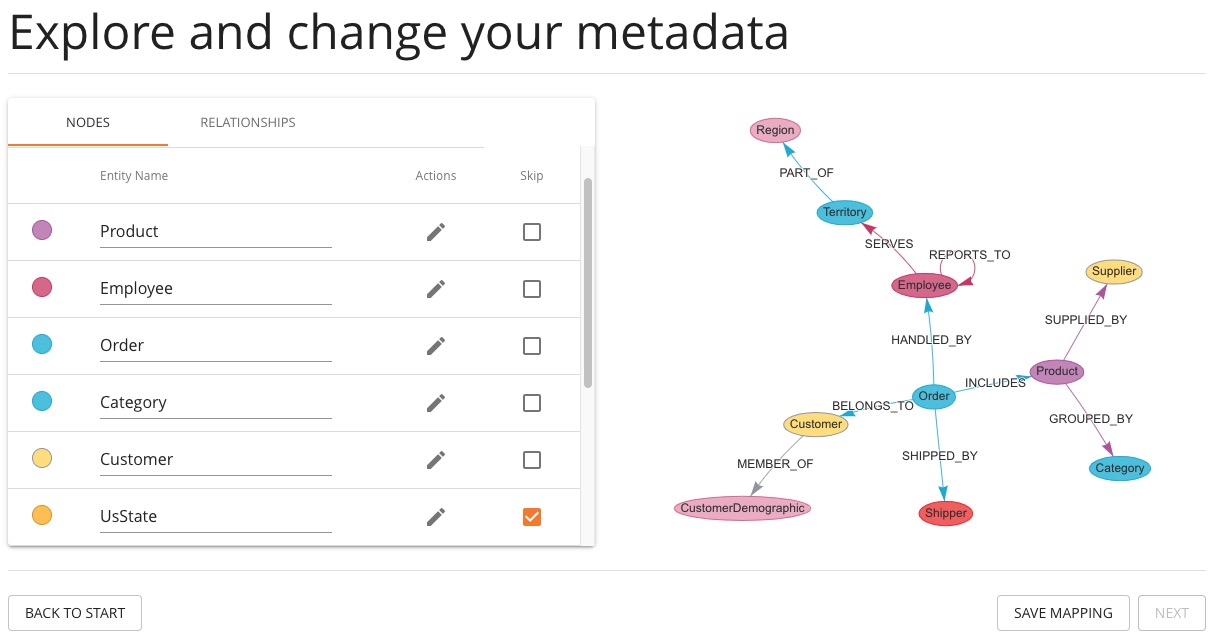 Explore and change your metadata
NODES
RELATIONSHIPS
Entity Name
Actions
Skip
Product
Employee
Order
Category
Customer
UsState
Region
PART_OF
Territory
SERVES
REPORTS_TO
Employee
Supplier
SUPPLIED_BY
HANDLED_BY
Product
INCLUDES
Order
BELONGS_TO
Customer
GROUPED_BY
SHIPPED_BY
MEMBER_OF
Category
CustomerDemographic
Shipper
BACK TO START
SAVE MAPPING
NEXT